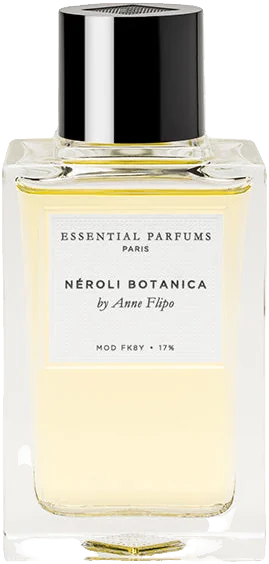 ESSENTIAL PARFUMS
PARIS
NÉROLI BOTANICA
by Anne Flipo
MOD FK8Y • 17%